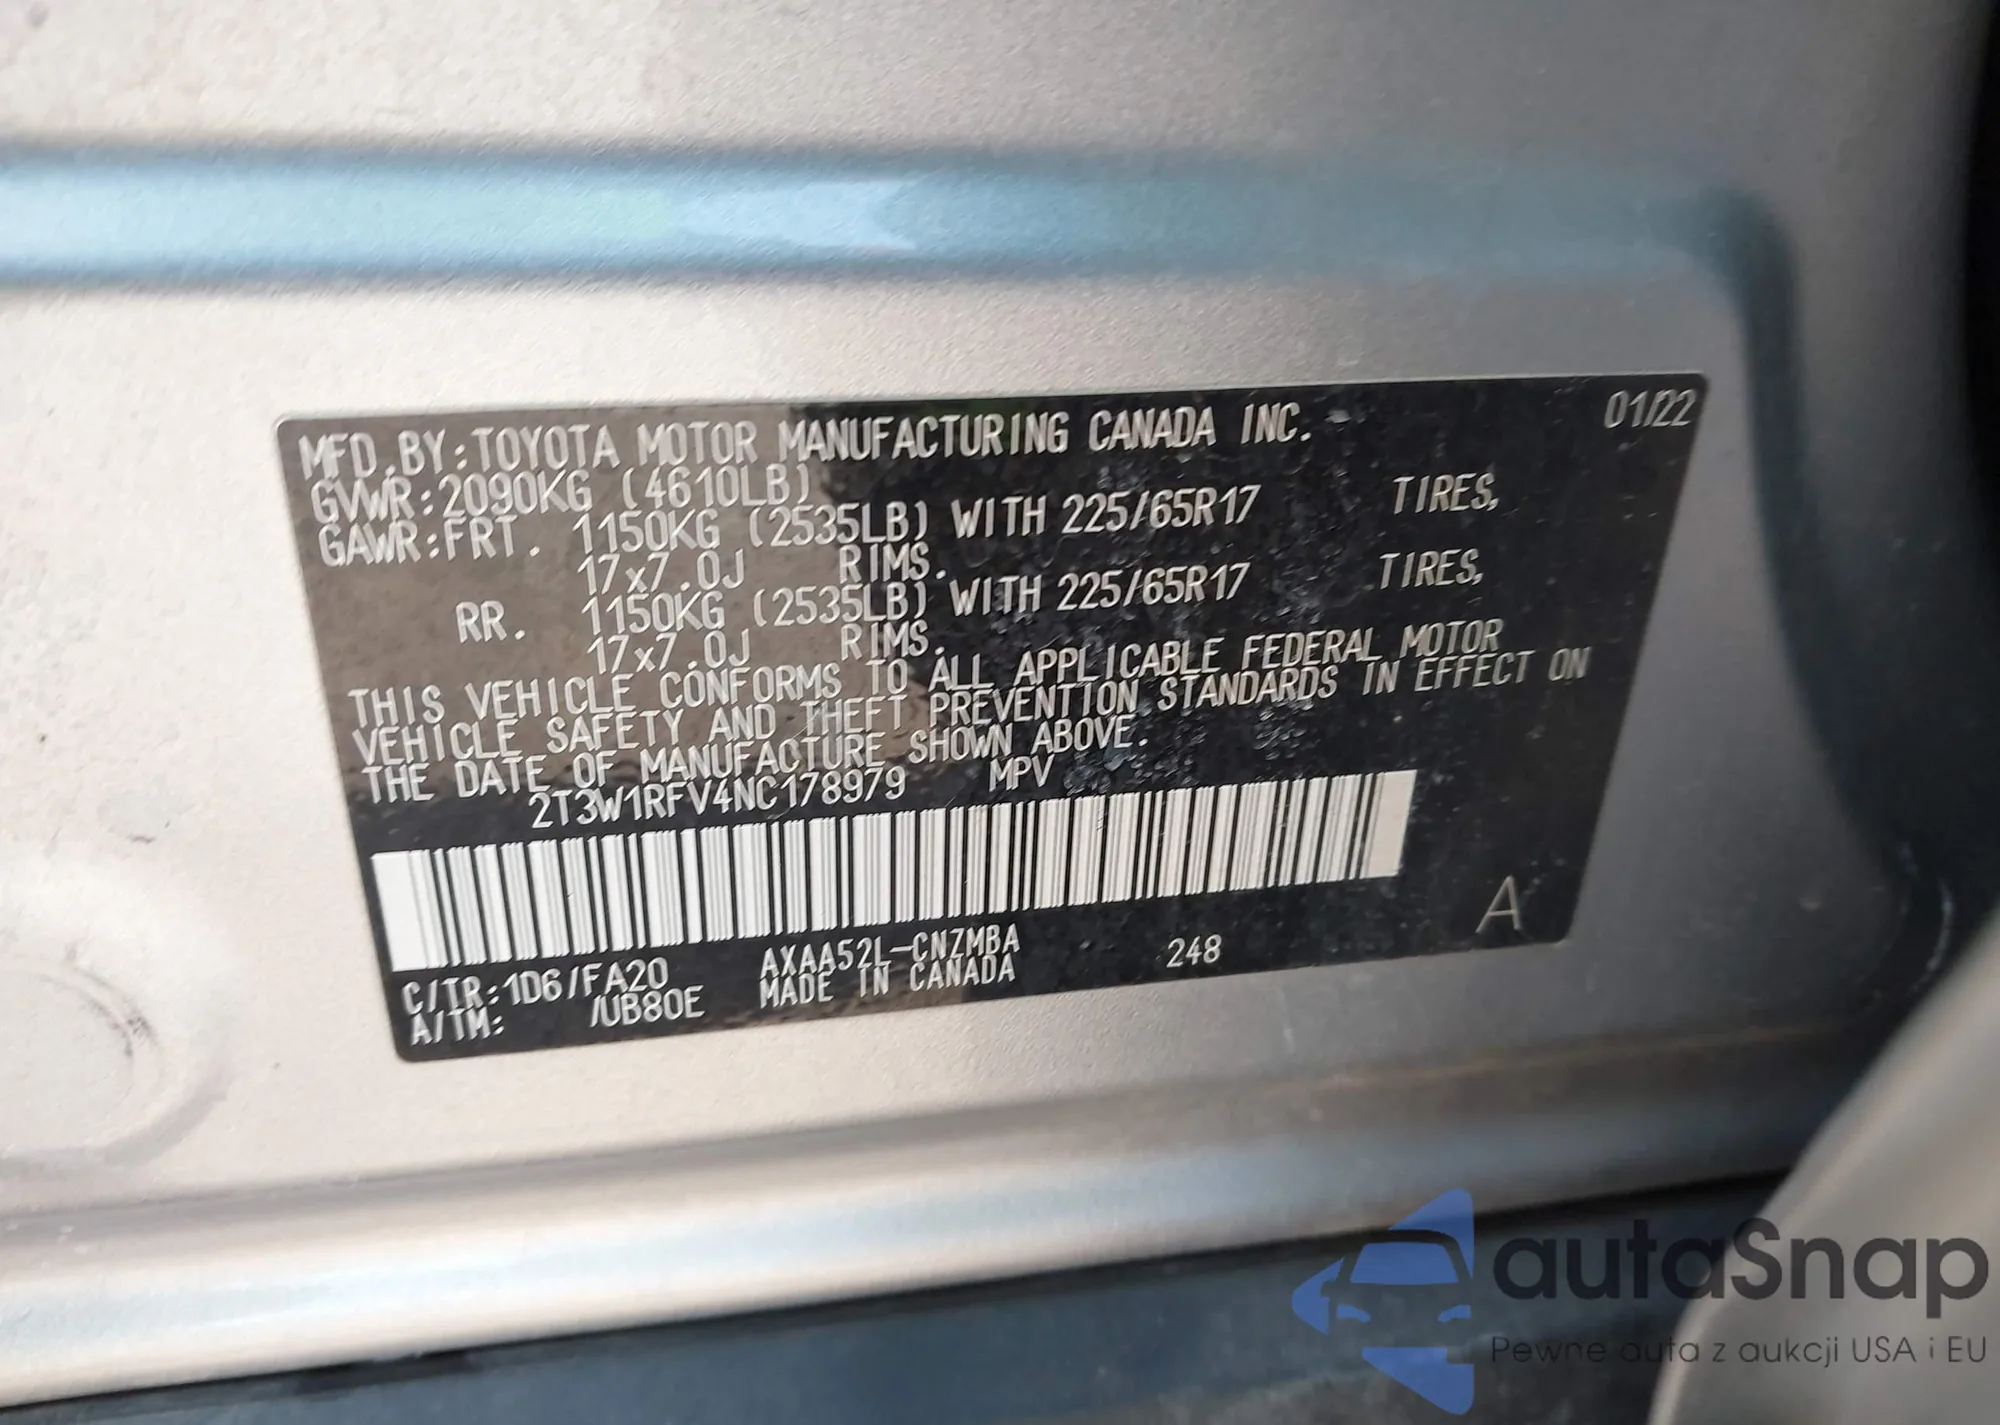 01/22
MFD.BY:TOYOTA MOTOR MANUFACTURING CANADA INC.
GVWR:2090KG (4610LB)
GAWR:FRT. 1150KG (2535LB) WITH 225/65R17 TIRES,
17x7.0J RIMS.
RR. 1150KG (2535LB) WITH 225/65R17 TIRES,
17x7.0J RIMS.
THIS VEHICLE CONFORMS TO ALL APPLICABLE FEDERAL MOTOR
VEHICLE SAFETY AND THEFT PREVENTION STANDARDS IN EFFECT ON
THE DATE OF MANUFACTURE SHOWN ABOVE.
2T3W1RFV4NC178979 MPV
A
C/TR:1D6/FA20 AXAA52L-CNZMBA 248
A/TM: /UB80E MADE IN CANADA
autaSnap
Pewne auta z aukcji USA i EU